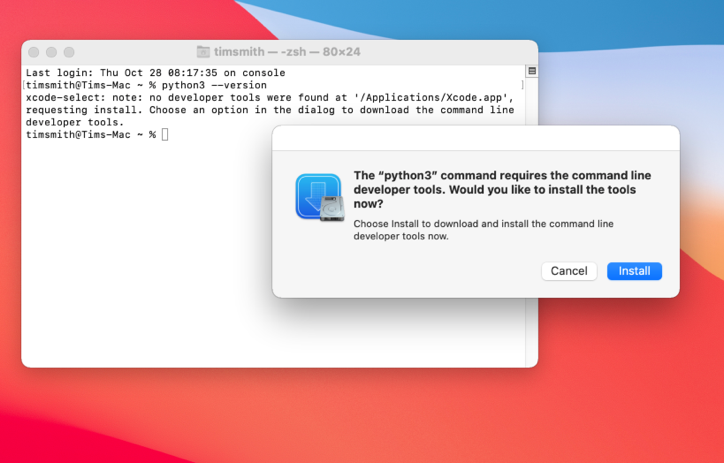 timsmith — -zsh — 80×24
Last login: Thu Oct 28 08:17:35 on console
[timsmith@Tims-Mac ~ % python3 --version ]
xcode-select: note: no developer tools were found at '/Applications/Xcode.app',
requesting install. Choose an option in the dialog to download the command line
developer tools.
timsmith@Tims-Mac ~ %
The “python3” command requires the command line
developer tools. Would you like to install the tools
now?
Choose Install to download and install the command line
developer tools now.
Cancel Install